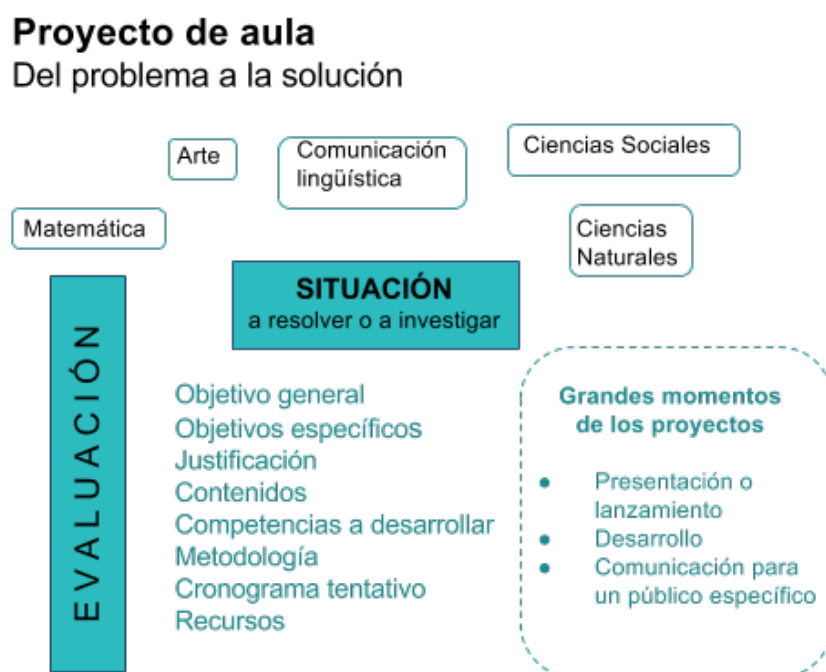 Proyecto de aula
Del problema a la solución
Arte
Comunicación
lingüística
Ciencias Sociales
Matemática
Ciencias
Naturales
SITUACIÓN
a resolver o a investigar
EVALUACIÓN
Objetivo general
Objetivos específicos
Justificación
Contenidos
Competencias a desarrollar
Metodología
Cronograma tentativo
Recursos
Grandes momentos
de los proyectos
● Presentación o
lanzamiento
● Desarrollo
● Comunicación para
un público específico